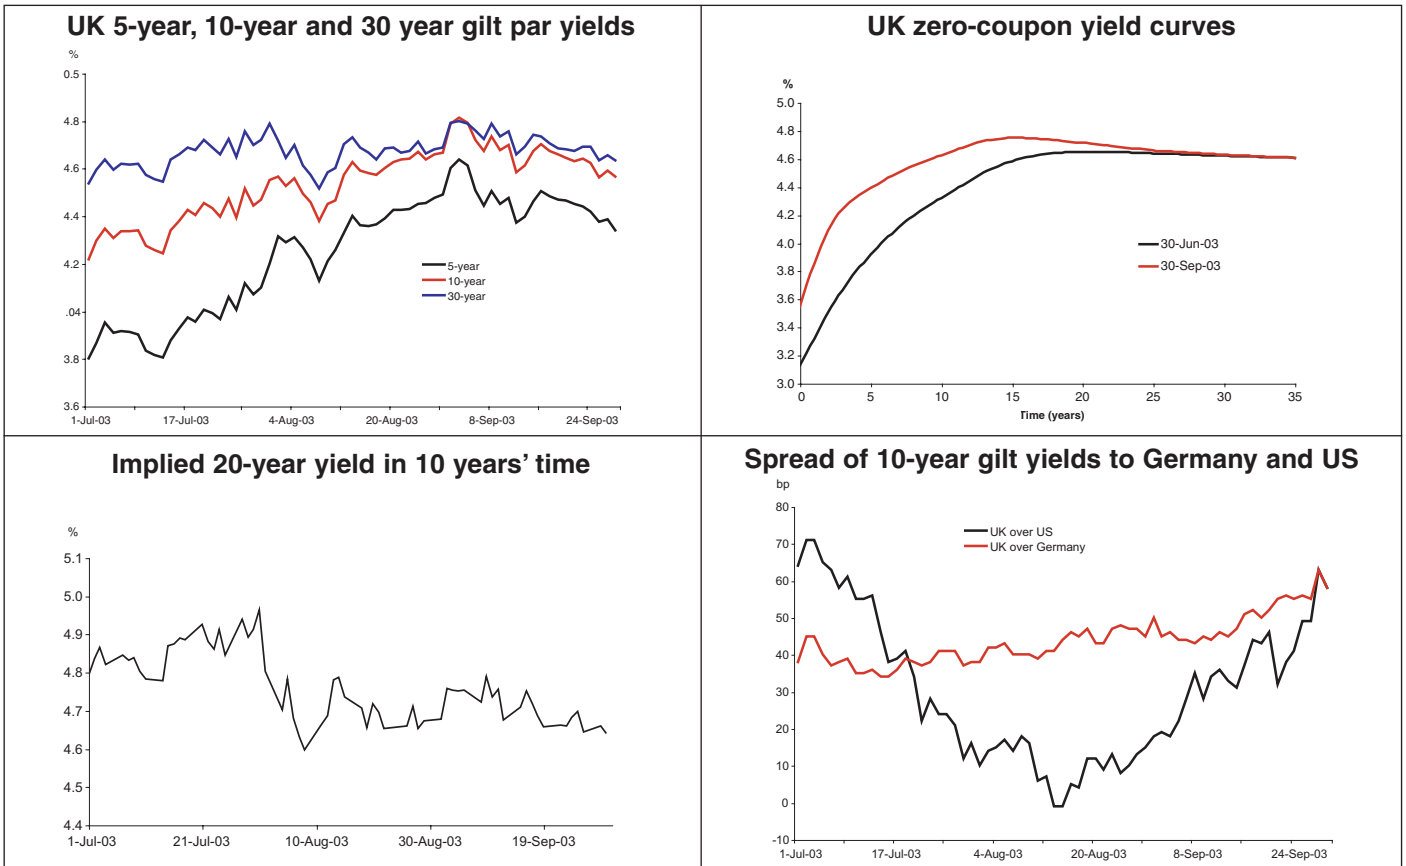 UK 5-year, 10-year and 30 year gilt par yields
%
0.5
4.8
4.6
4.4
4.2
.04
3.8
3.6
1-Jul-03 17-Jul-03 4-Aug-03 20-Aug-03 8-Sep-03 24-Sep-03
5-year
10-year
30-year
UK zero-coupon yield curves
%
5.0
4.8
4.6
4.4
4.2
4.0
3.8
3.6
3.4
3.2
3.0
0 5 10 15 20 25 30 35
Time (years)
30-Jun-03
30-Sep-03
Implied 20-year yield in 10 years’ time
%
5.1
5.0
4.9
4.8
4.7
4.6
4.5
4.4
1-Jul-03 21-Jul-03 10-Aug-03 30-Aug-03 19-Sep-03
Spread of 10-year gilt yields to Germany and US
bp
80
70
60
50
40
30
20
10
0
-10
1-Jul-03 17-Jul-03 4-Aug-03 20-Aug-03 8-Sep-03 24-Sep-03
UK over US
UK over Germany